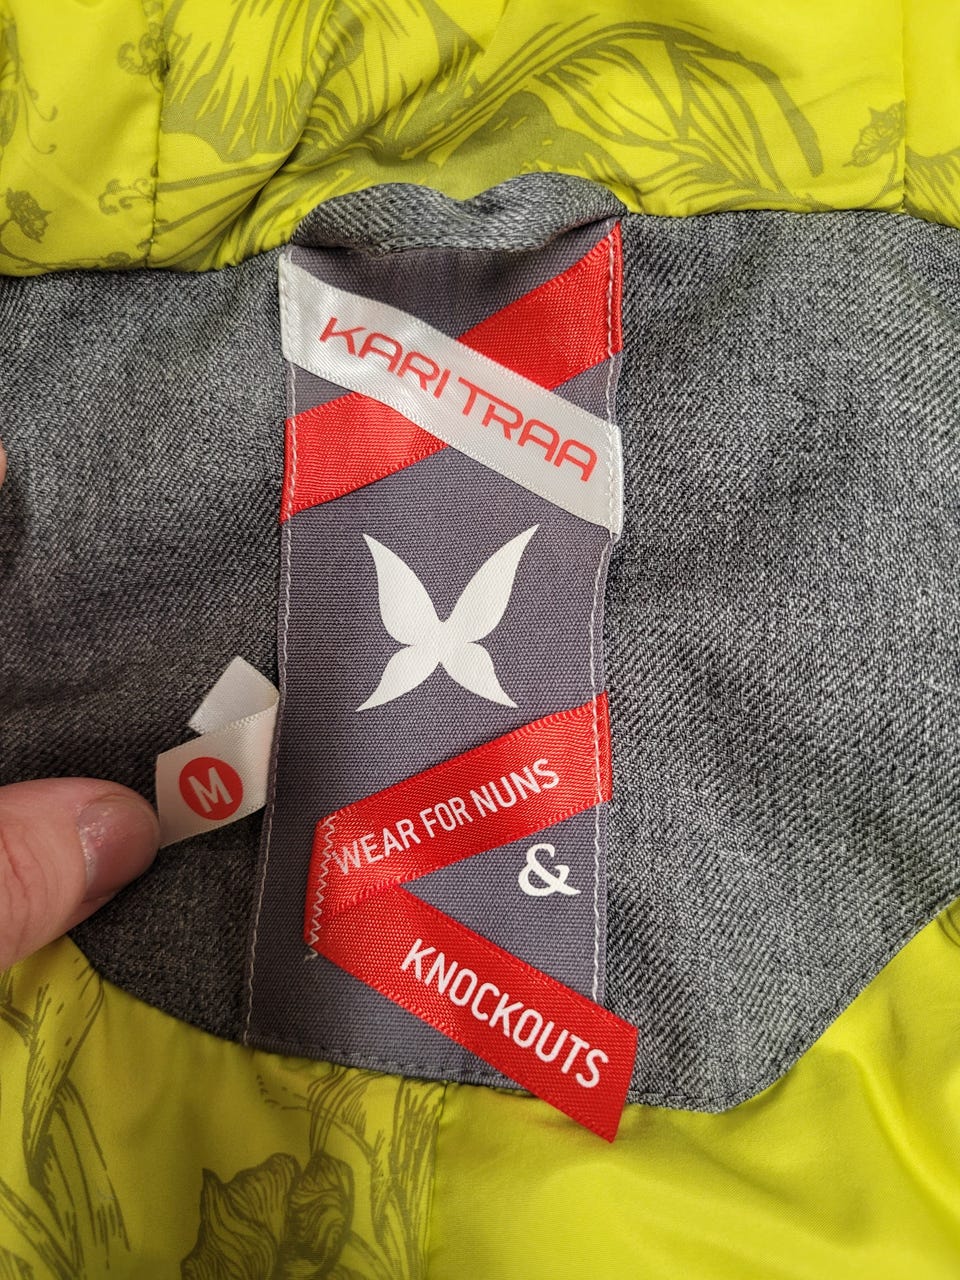 KARI TRAA
M
WEAR FOR NUNS
&
KNOCKOUTS